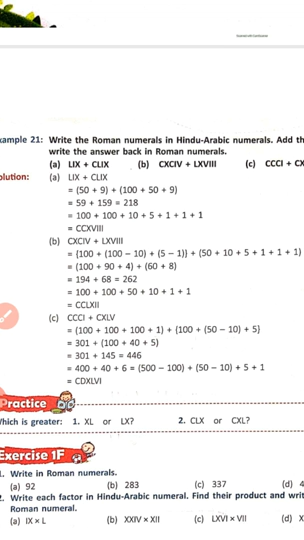 Scanned with CamScanner
Example 21: Write the Roman numerals in Hindu-Arabic numerals. Add th
write the answer back in Roman numerals.
(a) LIX + CLIX (b) CXCIV + LXVIII (c) CCCI + CX
olution: (a) LIX + CLIX
= (50 + 9) + (100 + 50 + 9)
= 59 + 159 = 218
= 100 + 100 + 10 + 5 + 1 + 1 + 1
= CCXVIII
(b) CXCIV + LXVIII
= {100 + (100 – 10) + (5 – 1)} + (50 + 10 + 5 + 1 + 1 + 1)
= (100 + 90 + 4) + (60 + 8)
= 194 + 68 = 262
= 100 + 100 + 50 + 10 + 1 + 1
= CCLXII
(c) CCCI + CXLV
= (100 + 100 + 100 + 1) + {100 + (50 – 10) + 5}
= 301 + (100 + 40 + 5)
= 301 + 145 = 446
= 400 + 40 + 6 = (500 – 100) + (50 – 10) + 5 + 1
= CDXLVI
Practice
Which is greater: 1. XL or LX? 2. CLX or CXL?
Exercise 1F
1. Write in Roman numerals.
(a) 92 (b) 283 (c) 337 (d) 4
2. Write each factor in Hindu-Arabic numeral. Find their product and writ
Roman numeral.
(a) IX × L (b) XXIV × XII (c) LXVI × VII (d) X